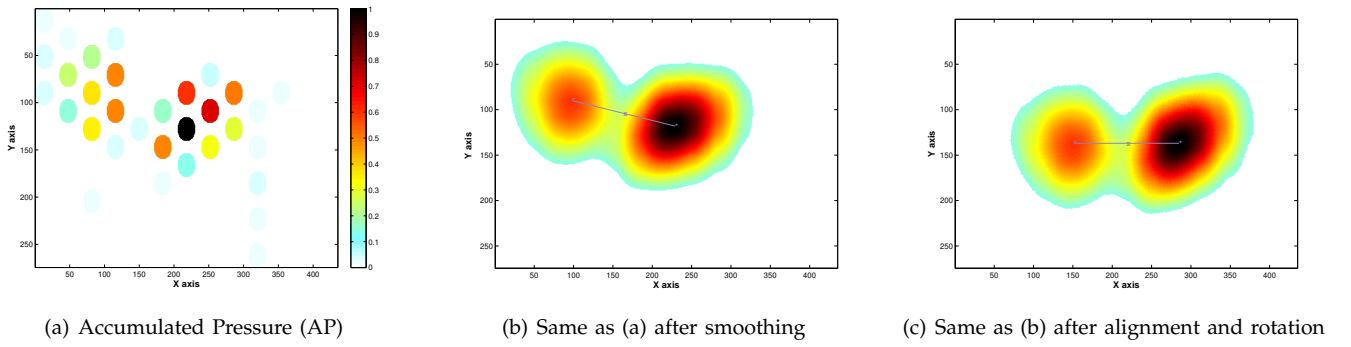 50
100
150
200
250
Y axis
50 100 150 200 250 300 350 400
X axis
1
0.9
0.8
0.7
0.6
0.5
0.4
0.3
0.2
0.1
0
(a) Accumulated Pressure (AP)
50
100
150
200
250
Y axis
50 100 150 200 250 300 350 400
X axis
(b) Same as (a) after smoothing
50
100
150
200
250
Y axis
50 100 150 200 250 300 350 400
X axis
(c) Same as (b) after alignment and rotation